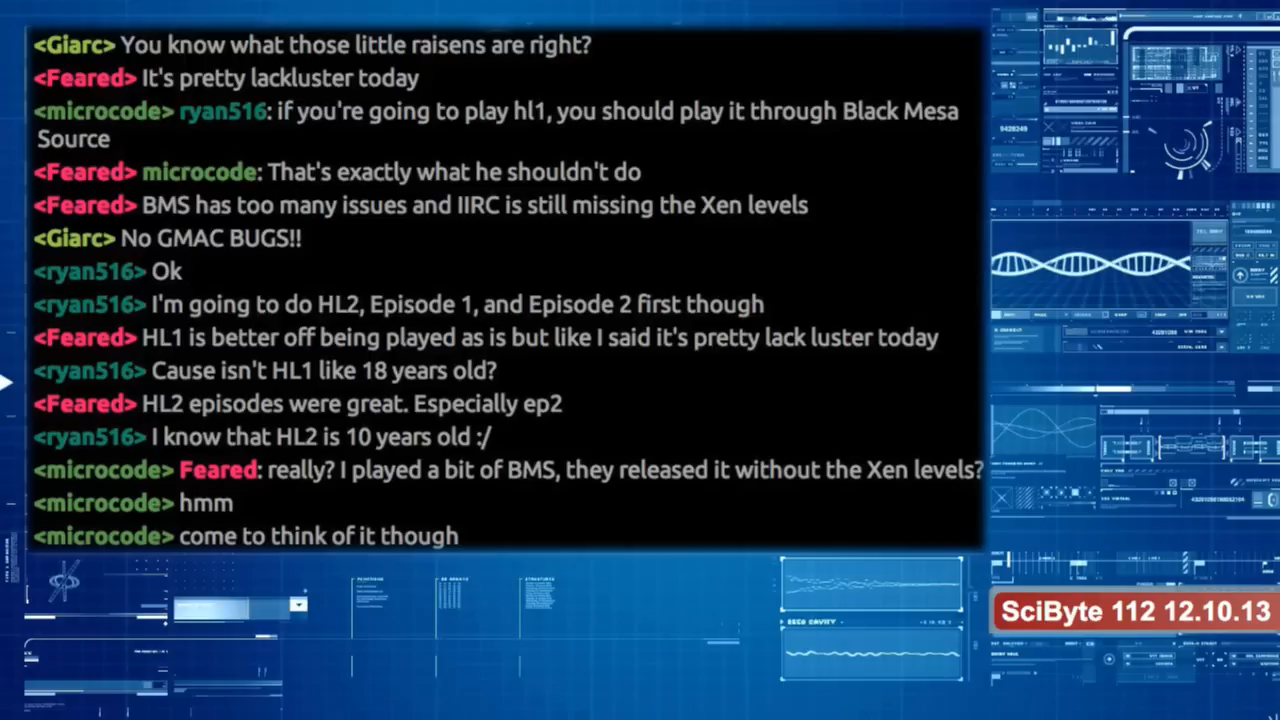 <Giarc> You know what those little raisens are right?
<Feared> It's pretty lackluster today
<microcode> ryan516: if you're going to play hl1, you should play it through Black Mesa
Source
<Feared> microcode: That's exactly what he shouldn't do
<Feared> BMS has too many issues and IIRC is still missing the Xen levels
<Giarc> No GMAC BUGS!!
<ryan516> Ok
<ryan516> I'm going to do HL2, Episode 1, and Episode 2 first though
<Feared> HL1 is better off being played as is but like I said it's pretty lack luster today
<ryan516> Cause isn't HL1 like 18 years old?
<Feared> HL2 episodes were great. Especially ep2
<ryan516> I know that HL2 is 10 years old :/
<microcode> Feared: really? I played a bit of BMS, they released it without the Xen levels?
<microcode> hmm
<microcode> come to think of it though
SciByte 112 12.10.13